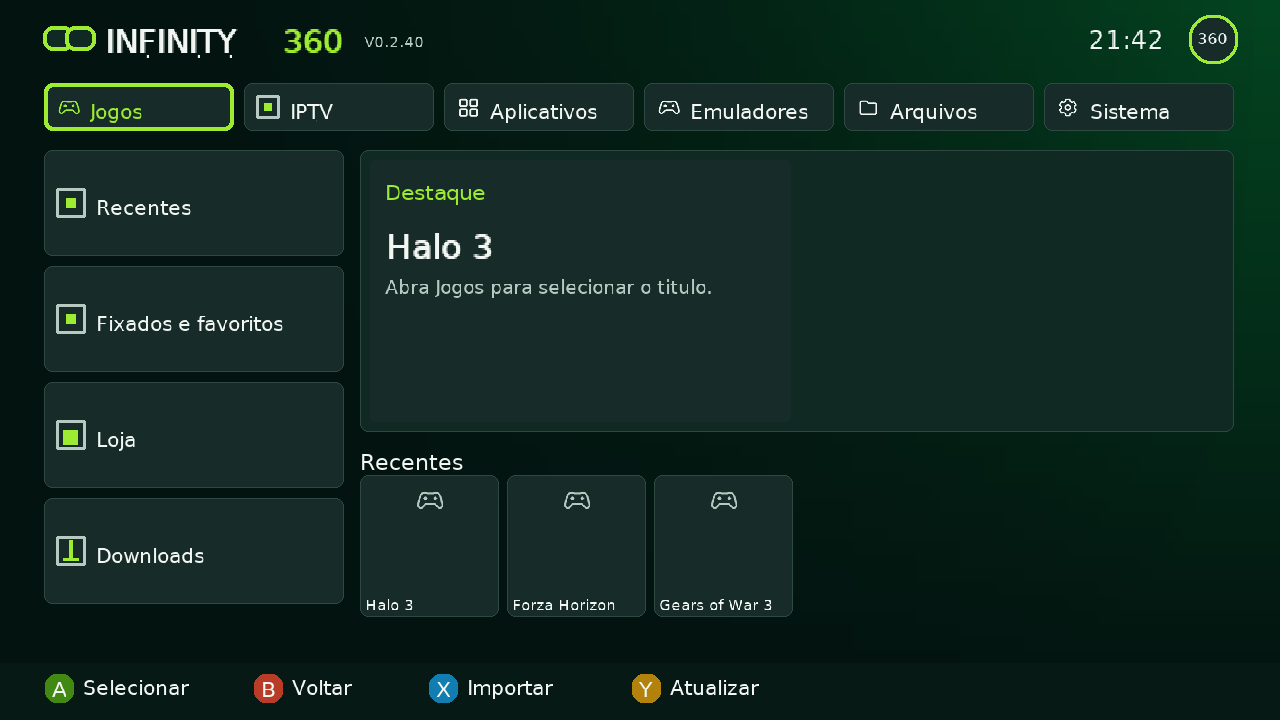 INFINITY 360 V0.2.40 21:42 360
Jogos IPTV Aplicativos Emuladores Arquivos Sistema
Recentes
Fixados e favoritos
Loja
Downloads
Destaque
Halo 3
Abra Jogos para selecionar o titulo.
Recentes
Halo 3 Forza Horizon Gears of War 3
A Selecionar B Voltar X Importar Y Atualizar